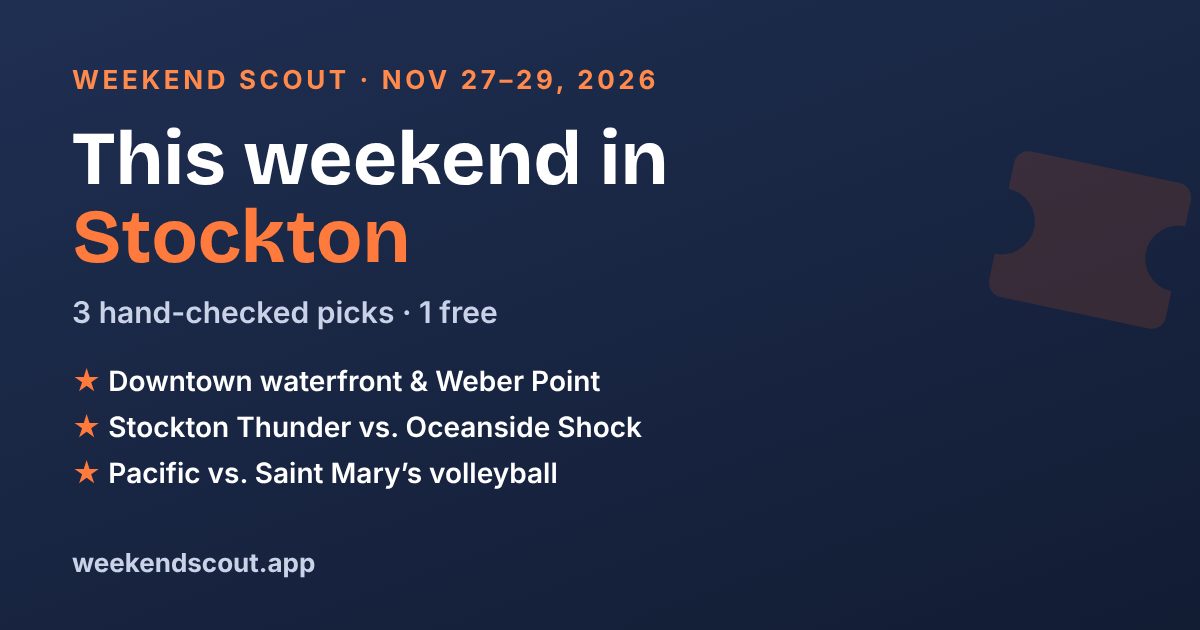 WEEKEND SCOUT · NOV 27–29, 2026
This weekend in
Stockton
3 hand-checked picks · 1 free
★ Downtown waterfront & Weber Point
★ Stockton Thunder vs. Oceanside Shock
★ Pacific vs. Saint Mary’s volleyball
weekendscout.app